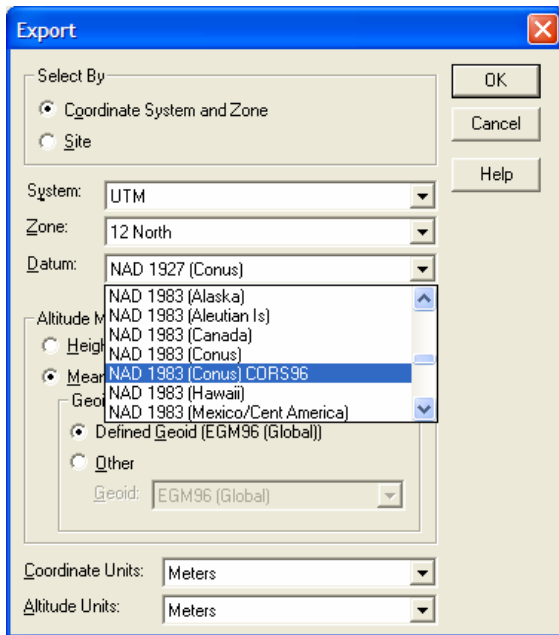 Export
Select By
Coordinate System and Zone
Site
OK
Cancel
Help
System: UTM
Zone: 12 North
Datum: NAD 1927 (Conus)
NAD 1983 (Alaska)
NAD 1983 (Aleutian Is)
NAD 1983 (Canada)
NAD 1983 (Conus)
NAD 1983 (Conus) CORS96
NAD 1983 (Hawaii)
NAD 1983 (Mexico/Cent America)
Altitude M
Heigh
Mear
Geoi
Defined Geoid (EGM96 (Global))
Other
Geoid: EGM96 (Global)
Coordinate Units: Meters
Altitude Units: Meters